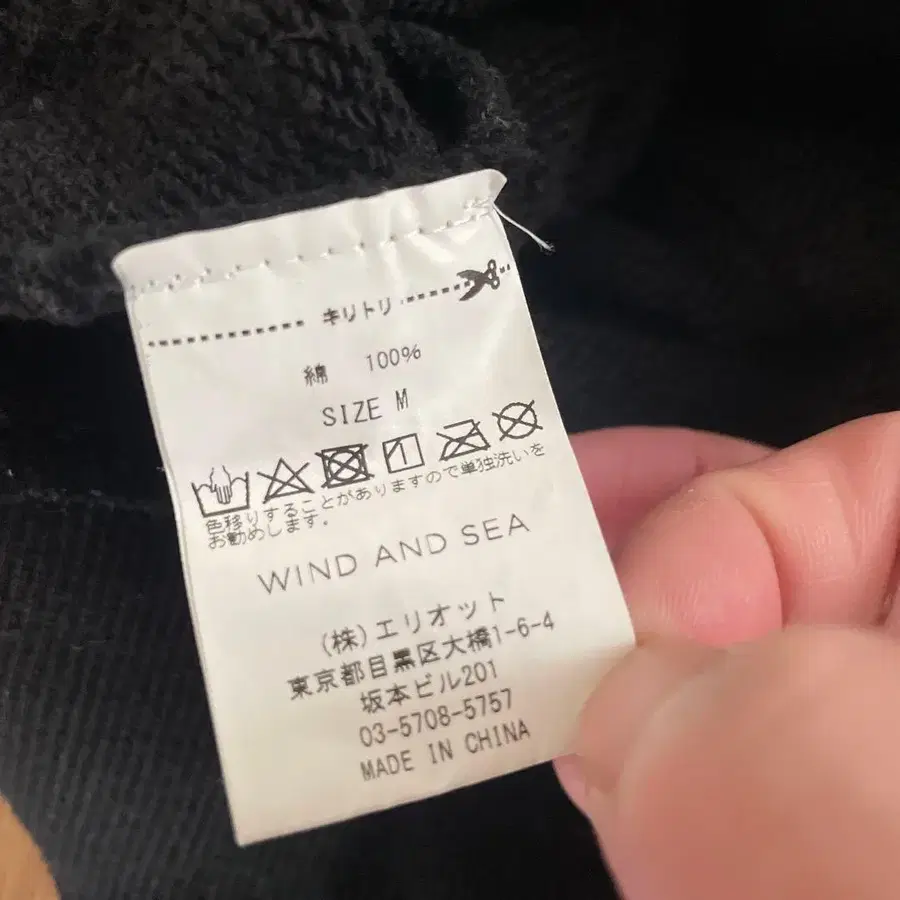 キリトリ
綿 100%
SIZE M
色移りすることがありますので単独洗いを
お勧めします。
WIND AND SEA
(株)エリオット
東京都目黒区大橋1-6-4
坂本ビル201
03-5708-5757
MADE IN CHINA